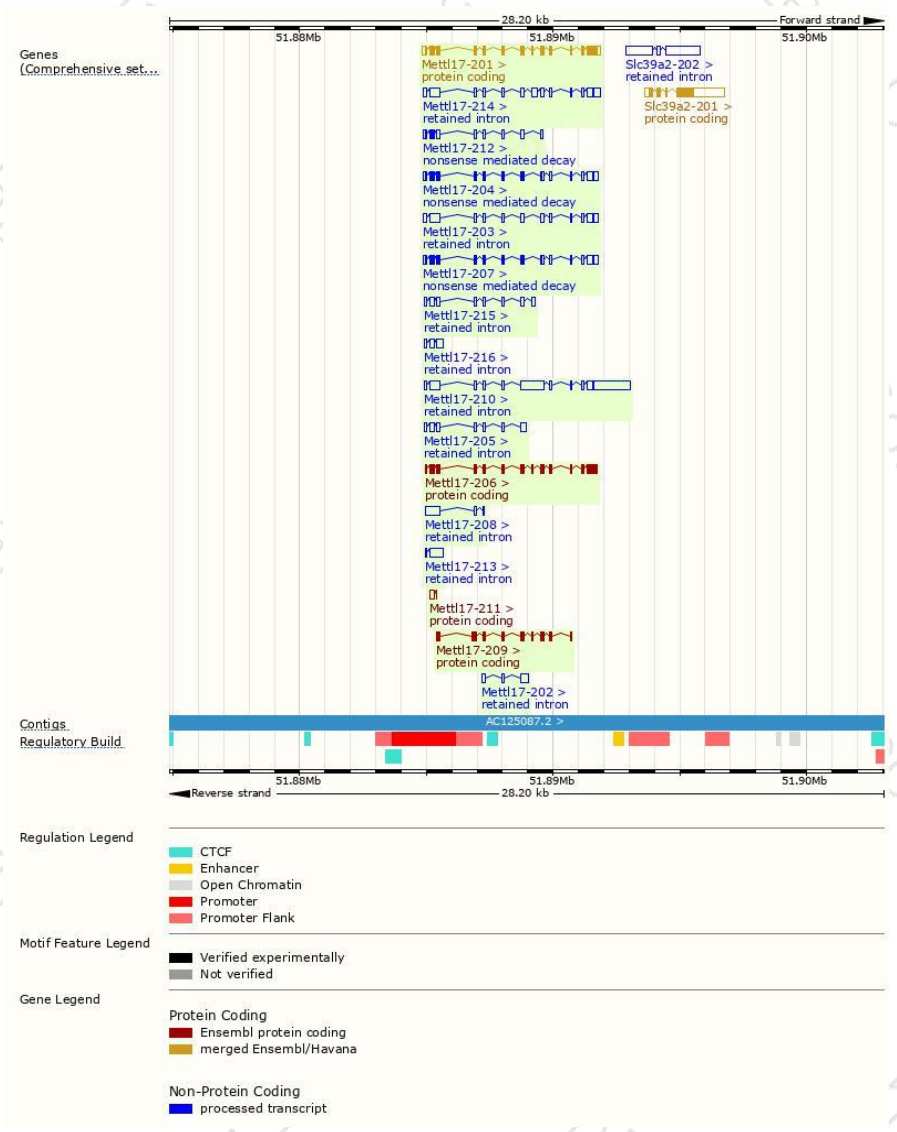 28.20 kb
Forward strand
51.88Mb 51.89Mb 51.90Mb
Genes
(Comprehensive set...
Mettl17-201 >
protein coding
Slc39a2-202 >
retained intron
Mettl17-214 >
retained intron
Slc39a2-201 >
protein coding
Mettl17-212 >
nonsense mediated decay
Mettl17-204 >
nonsense mediated decay
Mettl17-203 >
retained intron
Mettl17-207 >
nonsense mediated decay
Mettl17-215 >
retained intron
Mettl17-216 >
retained intron
Mettl17-210 >
retained intron
Mettl17-205 >
retained intron
Mettl17-206 >
protein coding
Mettl17-208 >
retained intron
Mettl17-213 >
retained intron
Mettl17-211 >
protein coding
Mettl17-209 >
protein coding
Mettl17-202 >
retained intron
Contigs
AC125087.2 >
Regulatory Build
51.88Mb 51.89Mb 51.90Mb
Reverse strand
28.20 kb
Regulation Legend
CTCF
Enhancer
Open Chromatin
Promoter
Promoter Flank
Motif Feature Legend
Verified experimentally
Not verified
Gene Legend
Protein Coding
Ensembl protein coding
merged Ensembl/Havana
Non-Protein Coding
processed transcript